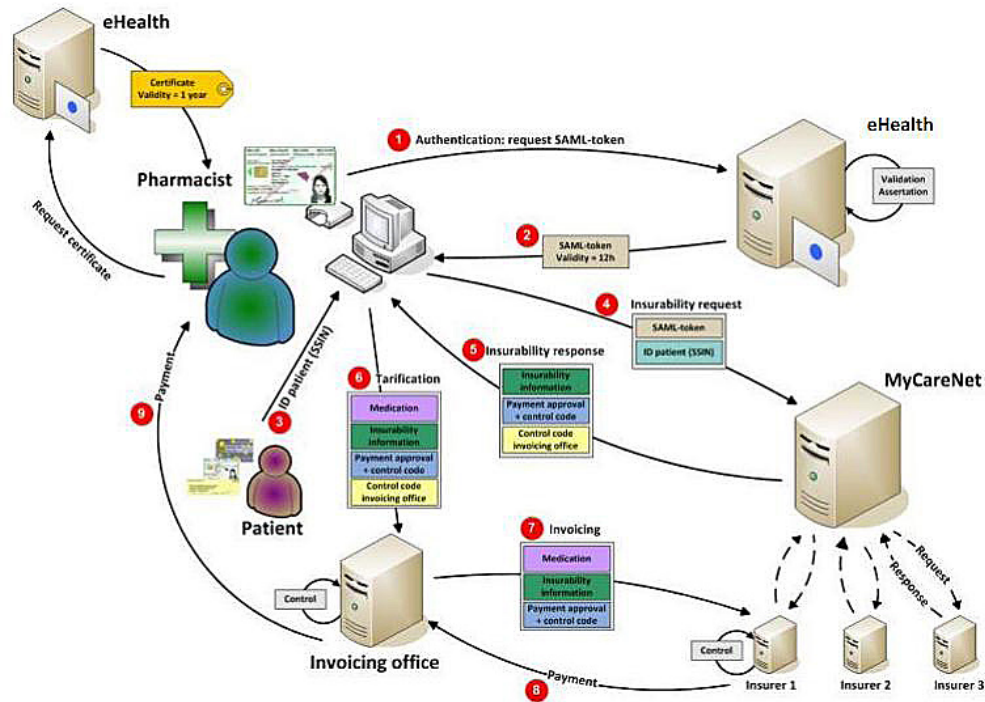 eHealth
Certificate
Validity = 1 year
Pharmacist
Request certificate
1 Authentication: request SAML-token
eHealth
Validation
Assertation
2
SAML-token
Validity = 12h
4 Insurability request
SAML-token
ID patient (SSIN)
5 Insurability response
Insurability
information
Payment approval
+ control code
Control code
invoicing office
MyCareNet
3
ID patient (SSIN)
Patient
6 Tarification
Medication
Insurability
information
Payment approval
+ control code
Control code
invoicing office
9
Payment
7 Invoicing
Medication
Insurability
information
Payment approval
+ control code
Request
Response
Control
Invoicing office
Control
Insurer 1
Insurer 2
Insurer 3
8
Payment